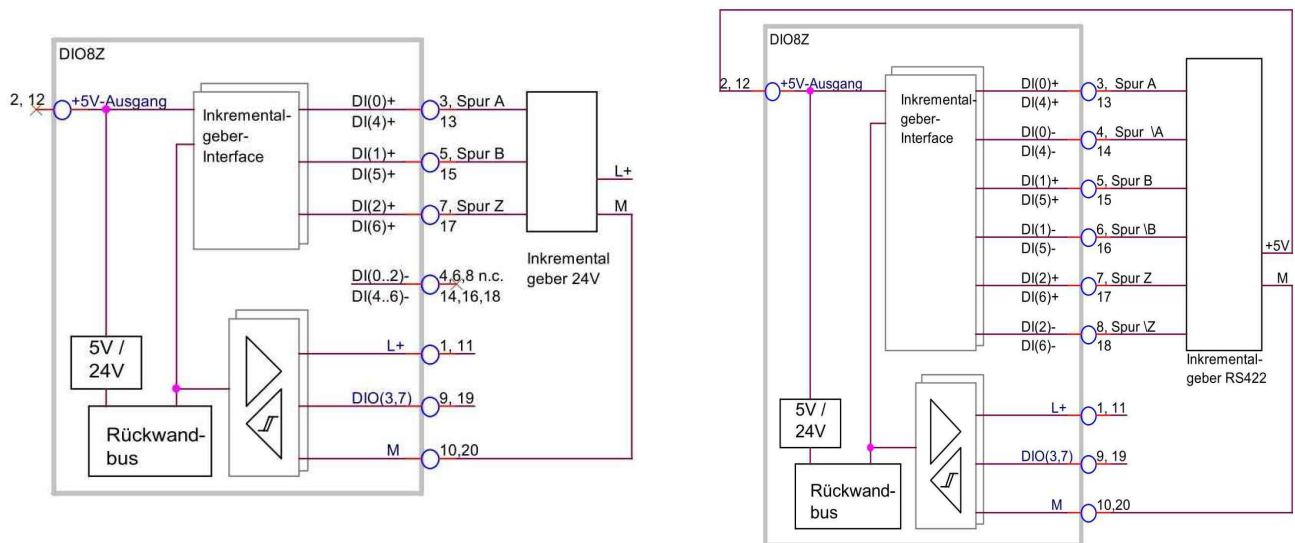 DIO8Z
2, 12
+5V-Ausgang
Inkremental-
geber-
Interface
DI(0)+
3, Spur A
DI(4)+
13
DI(1)+
5, Spur B
DI(5)+
15
DI(2)+
7, Spur Z
DI(6)+
17
L+
M
Inkremental
geber 24V
DI(0..2)-
4,6,8 n.c.
DI(4..6)-
14,16,18
5V /
24V
L+
1, 11
DIO(3,7)
9, 19
Rückwand-
bus
M
10,20
DIO8Z
2, 12
+5V-Ausgang
Inkremental-
geber-
Interface
DI(0)+
3, Spur A
DI(4)+
13
DI(0)-
4, Spur \A
DI(4)-
14
DI(1)+
5, Spur B
DI(5)+
15
DI(1)-
6, Spur \B
DI(5)-
16
DI(2)+
7, Spur Z
DI(6)+
17
DI(2)-
8, Spur \Z
DI(6)-
18
+5V
M
Inkremental-
geber RS422
5V /
24V
L+
1, 11
DIO(3,7)
9, 19
Rückwand-
bus
M
10,20